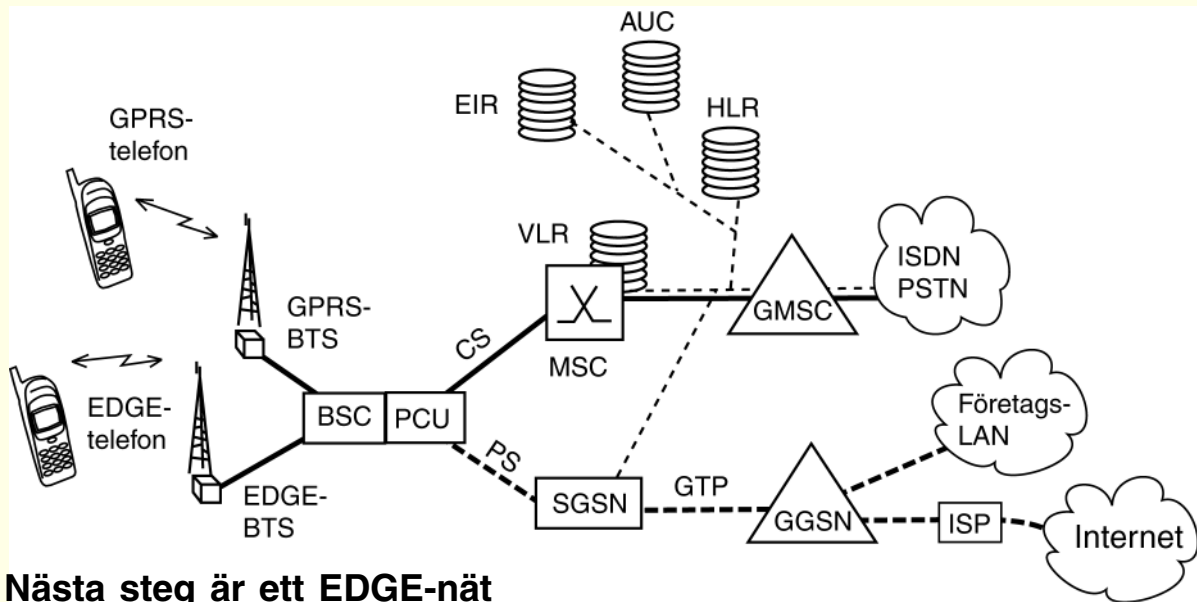 AUC
EIR
HLR
GPRS-
telefon
VLR
ISDN
PSTN
GPRS-
BTS
GMSC
CS
MSC
EDGE-
telefon
BSC
PCU
Företags-
LAN
PS
GTP
SGSN
GGSN
ISP
Internet
EDGE-
BTS
Nästa steg är ett EDGE-nät